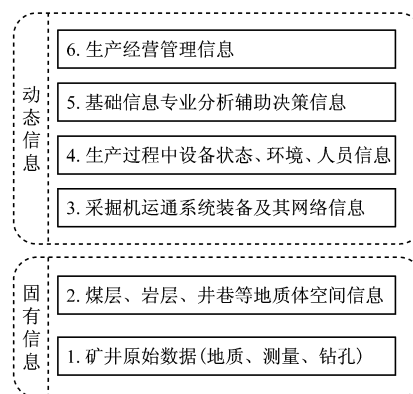 动态信息
6. 生产经营管理信息
5. 基础信息专业分析辅助决策信息
4. 生产过程中设备状态、环境、人员信息
3. 采掘机运通系统装备及其网络信息
固有信息
2. 煤层、岩层、井巷等地质体空间信息
1. 矿井原始数据(地质、测量、钻孔)